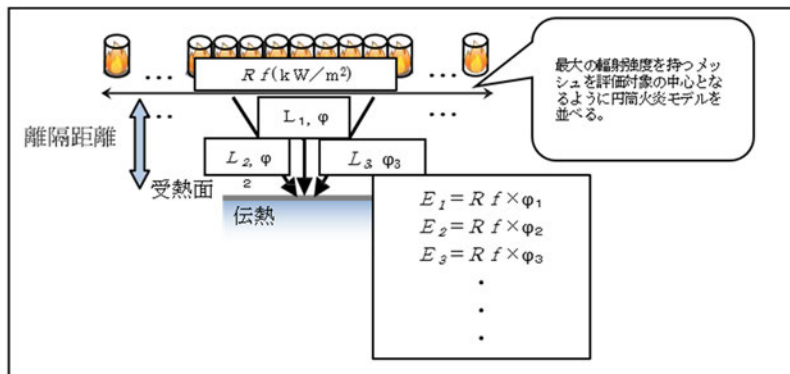 R f(kW/m²)
最大の輻射強度を持つメッ
シュを評価対象の中心とな
るように円筒火炎モデルを
並べる。
…
…
…
…
L₁, φ
離隔距離
L₂, φ
₂
L₃, φ₃
受熱面
伝熱
E₁=R f×φ₁
E₂=R f×φ₂
E₃=R f×φ₃
・
・
・